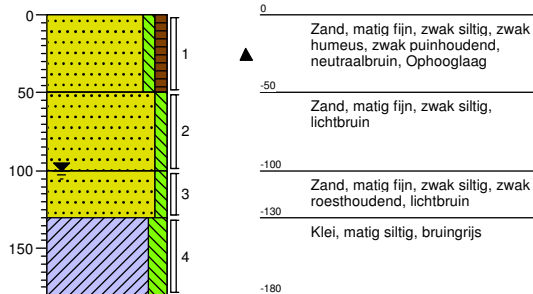 0
50
100
150
1
2
3
4
0
Zand, matig fijn, zwak siltig, zwak
humeus, zwak puinhoudend,
neutraalbruin, Ophooglaag
-50
Zand, matig fijn, zwak siltig,
lichtbruin
-100
Zand, matig fijn, zwak siltig, zwak
roesthoudend, lichtbruin
-130
Klei, matig siltig, bruingrijs
-180